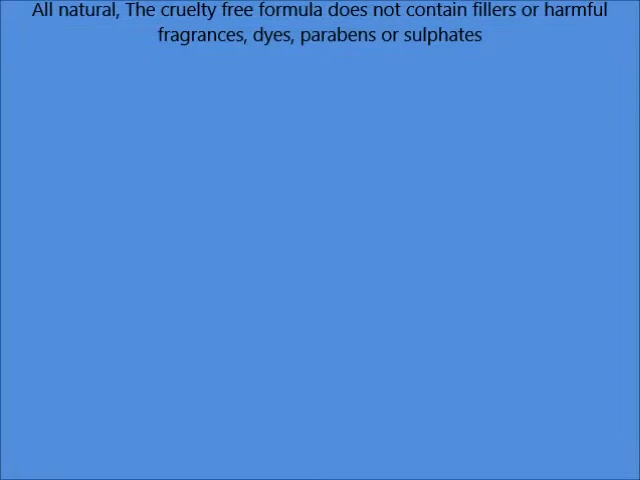 All natural, The cruelty free formula does not contain fillers or harmful
fragrances, dyes, parabens or sulphates